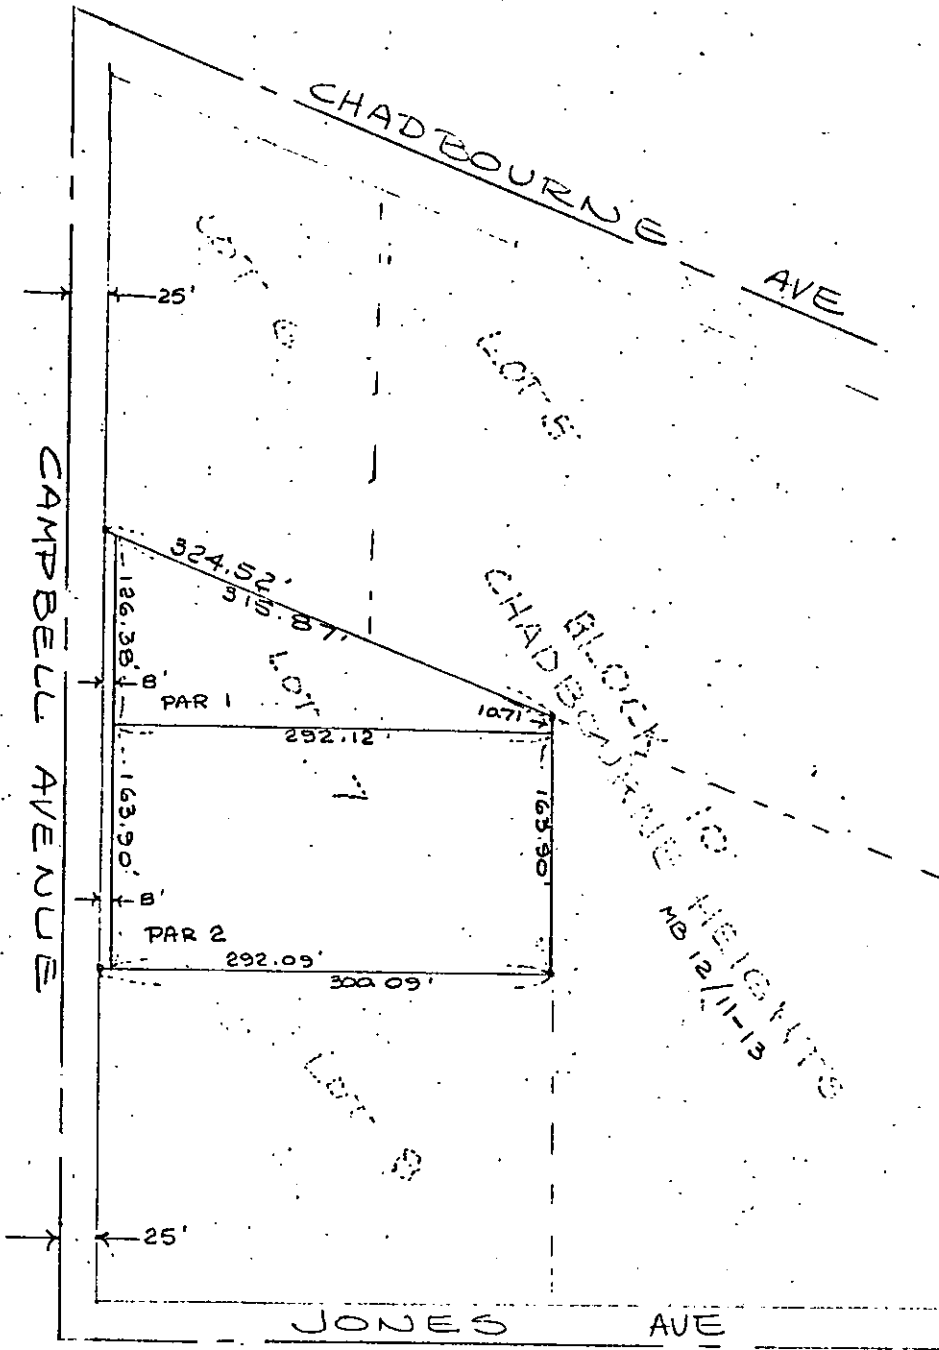 CHADBOURNE AVE
25'
LOT 6
LOT 5
CAMPBELL AVENUE
324.52'
315.87'
126.38'
8'
PAR 1
LOT 7
10.71'
292.12'
BLOCK 10
CHADBOURNE HEIGHTS
MB 12/11-13
163.90'
163.90'
8'
PAR 2
292.09'
300.09'
LOT 8
25'
JONES AVE